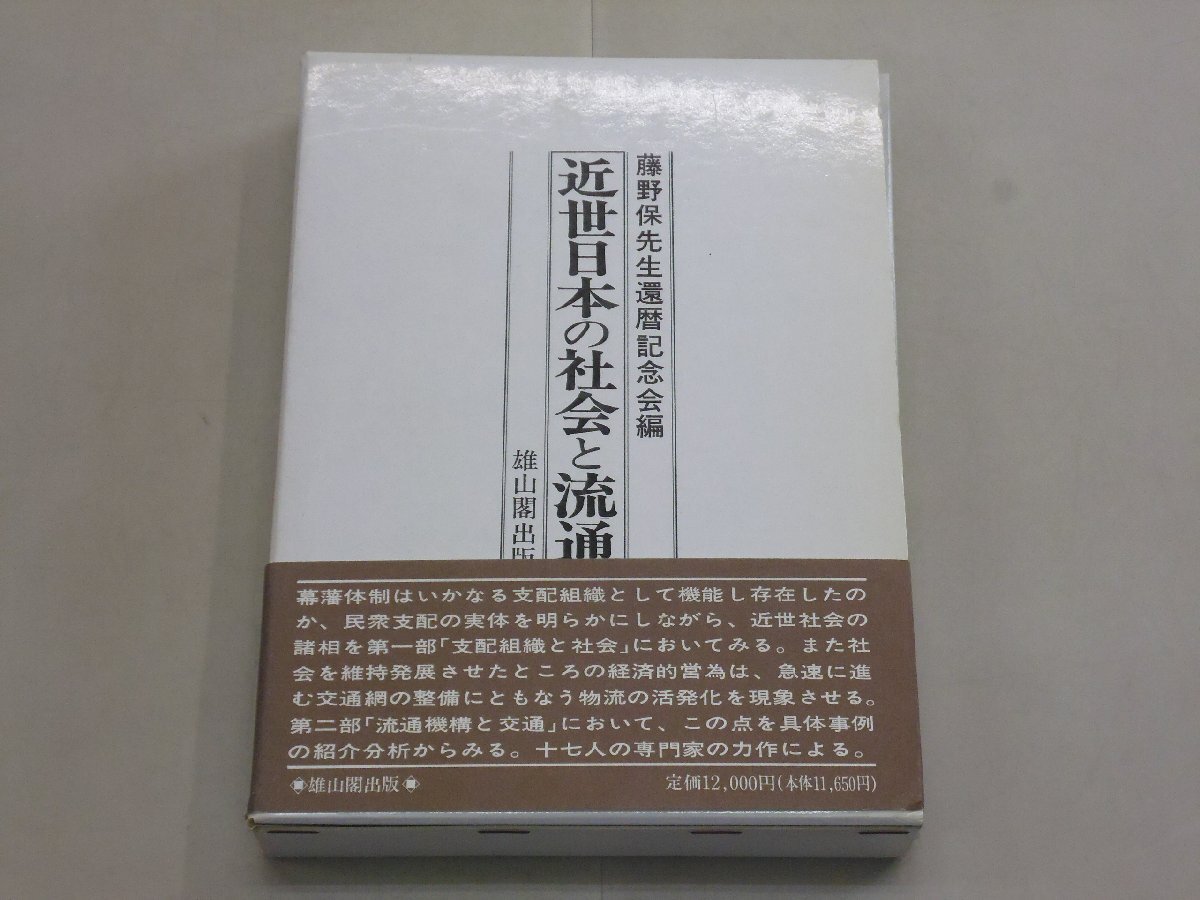 藤野保先生還暦記念会編
近世日本の社会と流通
雄山閣出版
幕藩体制はいかなる支配組織として機能し存在したの
か、民衆支配の実体を明らかにしながら、近世社会の
諸相を第一部「支配組織と社会」においてみる。また社
会を維持発展させたところの経済的営為は、急速に進
む交通網の整備にともなう物流の活発化を現象させる。
第二部「流通機構と交通」において、この点を具体事例
の紹介分析からみる。十七人の専門家の力作による。
雄山閣出版
定価12,000円(本体11,650円)